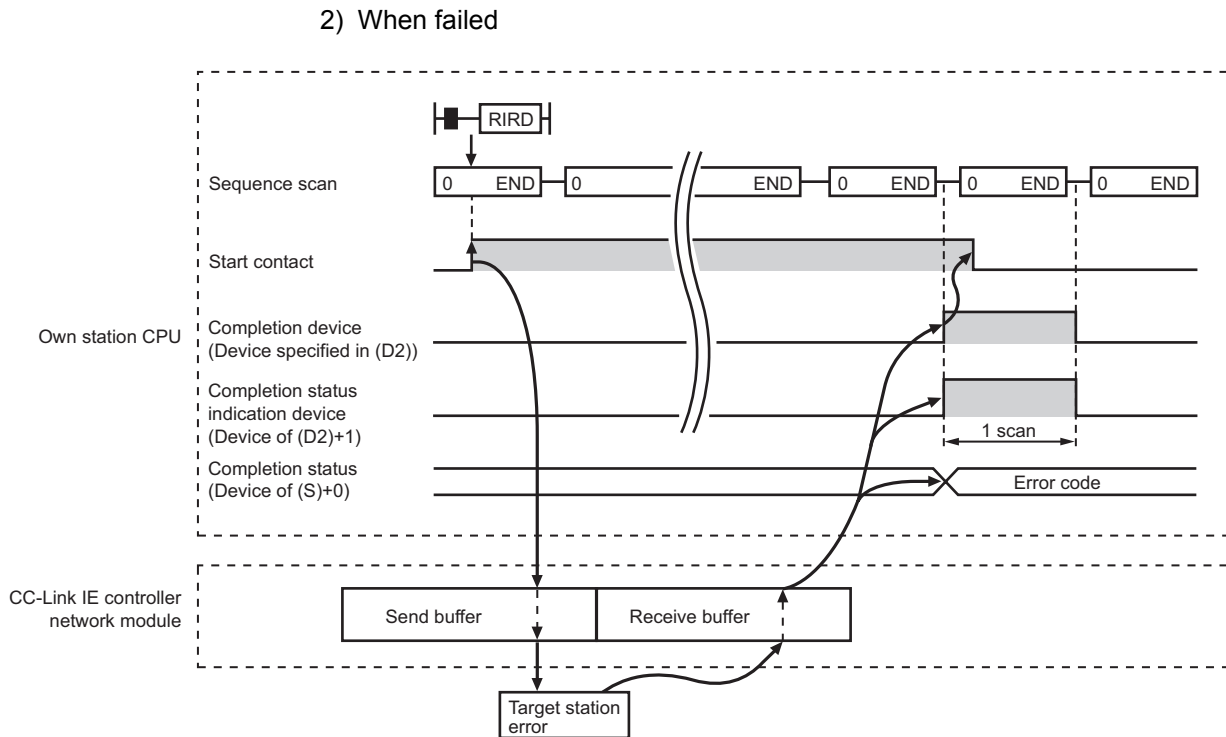 2) When failed
RIRD
Sequence scan
0 END 0 END 0 END 0 END 0 END
Start contact
Own station CPU
Completion device
(Device specified in (D2))
Completion status
indication device
(Device of (D2)+1)
1 scan
Completion status
(Device of (S)+0)
Error code
CC-Link IE controller
network module
Send buffer
Receive buffer
Target station
error